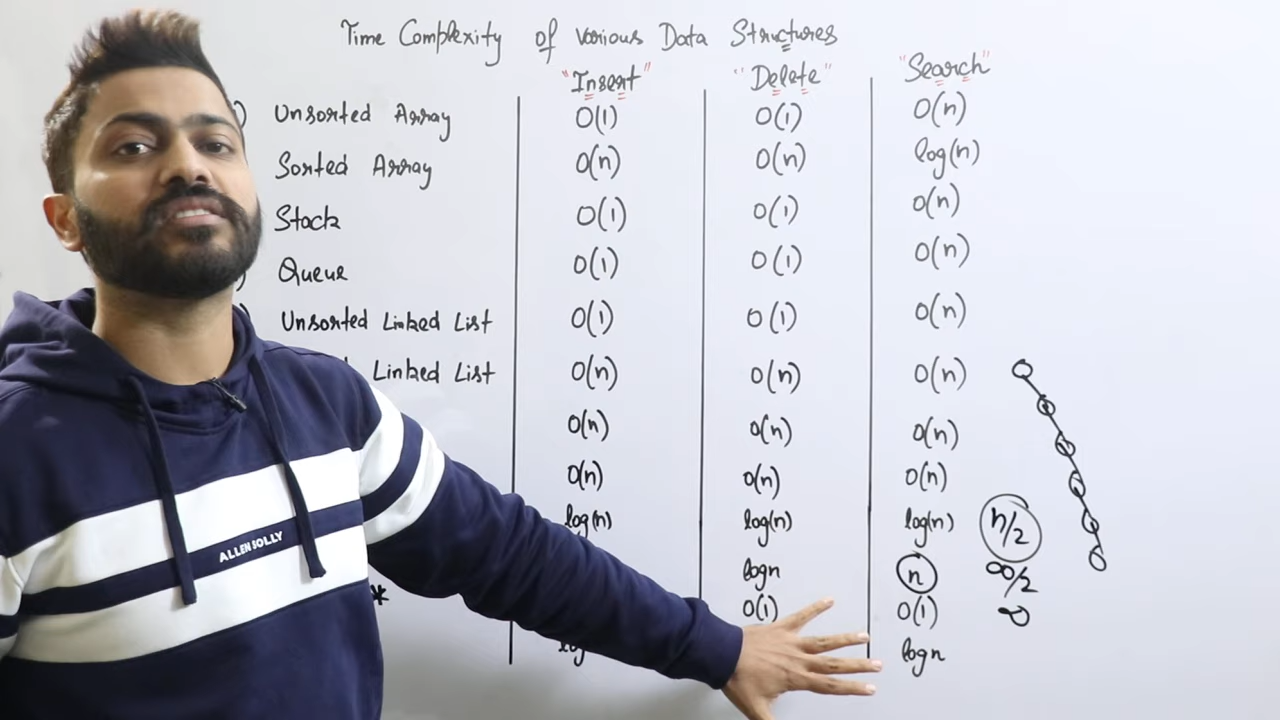 Time Complexity of various Data Structures
"Insert" "Delete" "Search"
) Unsorted Array O(1) O(1) O(n)
Sorted Array O(n) O(n) log(n)
Stack O(1) O(1) O(n)
) Queue O(1) O(1) O(n)
Unsorted Linked List O(1) O(1) O(n)
Linked List O(n) O(n) O(n)
O(n) O(n) O(n)
O(n) O(n) O(n)
log(n) log(n) log(n) n/2
logn n ∞/2
* O(1) O(1) ∞
logn
ALLEN SOLLY